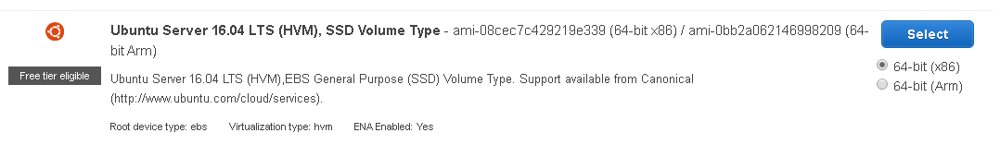 Ubuntu Server 16.04 LTS (HVM), SSD Volume Type - ami-08cec7c429219e339 (64-bit x86) / ami-0bb2a062146998209 (64-
bit Arm)
Select
Free tier eligible
Ubuntu Server 16.04 LTS (HVM),EBS General Purpose (SSD) Volume Type. Support available from Canonical
(http://www.ubuntu.com/cloud/services).
64-bit (x86)
64-bit (Arm)
Root device type: ebs Virtualization type: hvm ENA Enabled: Yes